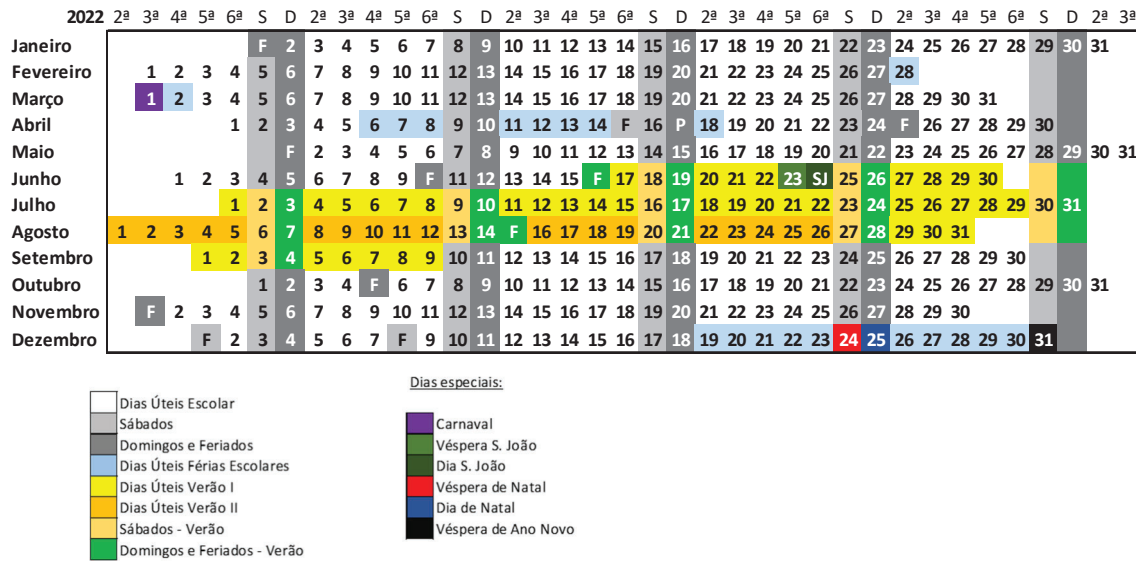 2022 2ª 3ª 4ª 5ª 6ª S D 2ª 3ª 4ª 5ª 6ª S D 2ª 3ª 4ª 5ª 6ª S D 2ª 3ª 4ª 5ª 6ª S D 2ª 3ª 4ª 5ª 6ª S D 2ª 3ª
Janeiro F 2 3 4 5 6 7 8 9 10 11 12 13 14 15 16 17 18 19 20 21 22 23 24 25 26 27 28 29 30 31
Fevereiro 1 2 3 4 5 6 7 8 9 10 11 12 13 14 15 16 17 18 19 20 21 22 23 24 25 26 27 28
Março 1 2 3 4 5 6 7 8 9 10 11 12 13 14 15 16 17 18 19 20 21 22 23 24 25 26 27 28 29 30 31
Abril 1 2 3 4 5 6 7 8 9 10 11 12 13 14 F 16 P 18 19 20 21 22 23 24 F 26 27 28 29 30
Maio F 2 3 4 5 6 7 8 9 10 11 12 13 14 15 16 17 18 19 20 21 22 23 24 25 26 27 28 29 30 31
Junho 1 2 3 4 5 6 7 8 9 F 11 12 13 14 15 F 17 18 19 20 21 22 23 SJ 25 26 27 28 29 30
Julho 1 2 3 4 5 6 7 8 9 10 11 12 13 14 15 16 17 18 19 20 21 22 23 24 25 26 27 28 29 30 31
Agosto 1 2 3 4 5 6 7 8 9 10 11 12 13 14 F 16 17 18 19 20 21 22 23 24 25 26 27 28 29 30 31
Setembro 1 2 3 4 5 6 7 8 9 10 11 12 13 14 15 16 17 18 19 20 21 22 23 24 25 26 27 28 29 30
Outubro 1 2 3 4 F 6 7 8 9 10 11 12 13 14 15 16 17 18 19 20 21 22 23 24 25 26 27 28 29 30 31
Novembro F 2 3 4 5 6 7 8 9 10 11 12 13 14 15 16 17 18 19 20 21 22 23 24 25 26 27 28 29 30
Dezembro F 2 3 4 5 6 7 F 9 10 11 12 13 14 15 16 17 18 19 20 21 22 23 24 25 26 27 28 29 30 31
Dias Úteis Escolar
Sábados
Domingos e Feriados
Dias Úteis Férias Escolares
Dias Úteis Verão I
Dias Úteis Verão II
Sábados - Verão
Domingos e Feriados - Verão
Dias especiais:
Carnaval
Véspera S. João
Dia S. João
Véspera de Natal
Dia de Natal
Véspera de Ano Novo